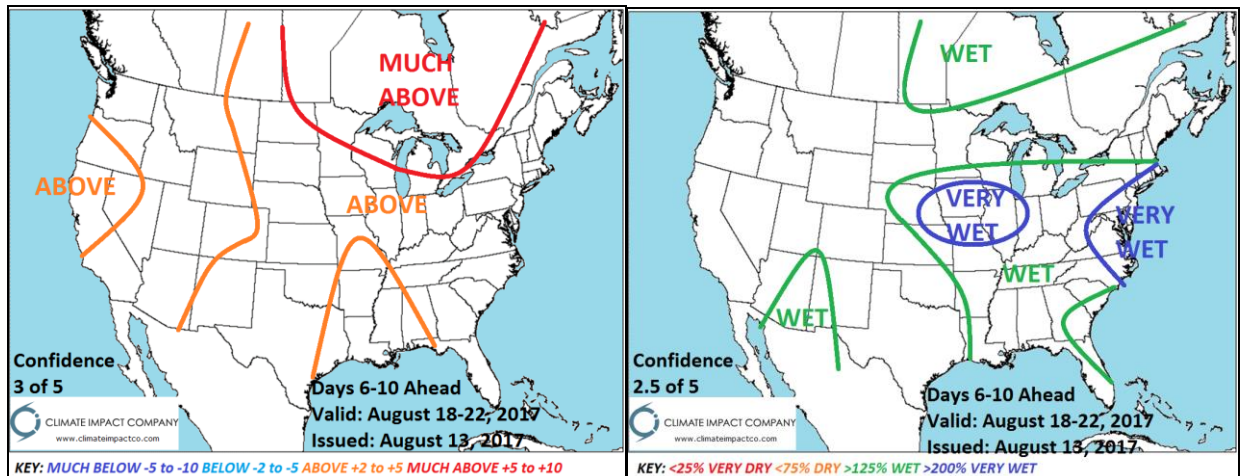 MUCH
ABOVE
ABOVE
ABOVE
Confidence
3 of 5
Days 6-10 Ahead
Valid: August 18-22, 2017
Issued: August 13, 2017
CLIMATE IMPACT COMPANY
www.climateimpactco.com
KEY: MUCH BELOW -5 to -10 BELOW -2 to -5 ABOVE +2 to +5 MUCH ABOVE +5 to +10
WET
VERY
WET
VERY
WET
WET
WET
Confidence
2.5 of 5
Days 6-10 Ahead
Valid: August 18-22, 2017
Issued: August 13, 2017
CLIMATE IMPACT COMPANY
www.climateimpactco.com
KEY: <25% VERY DRY <75% DRY >125% WET >200% VERY WET